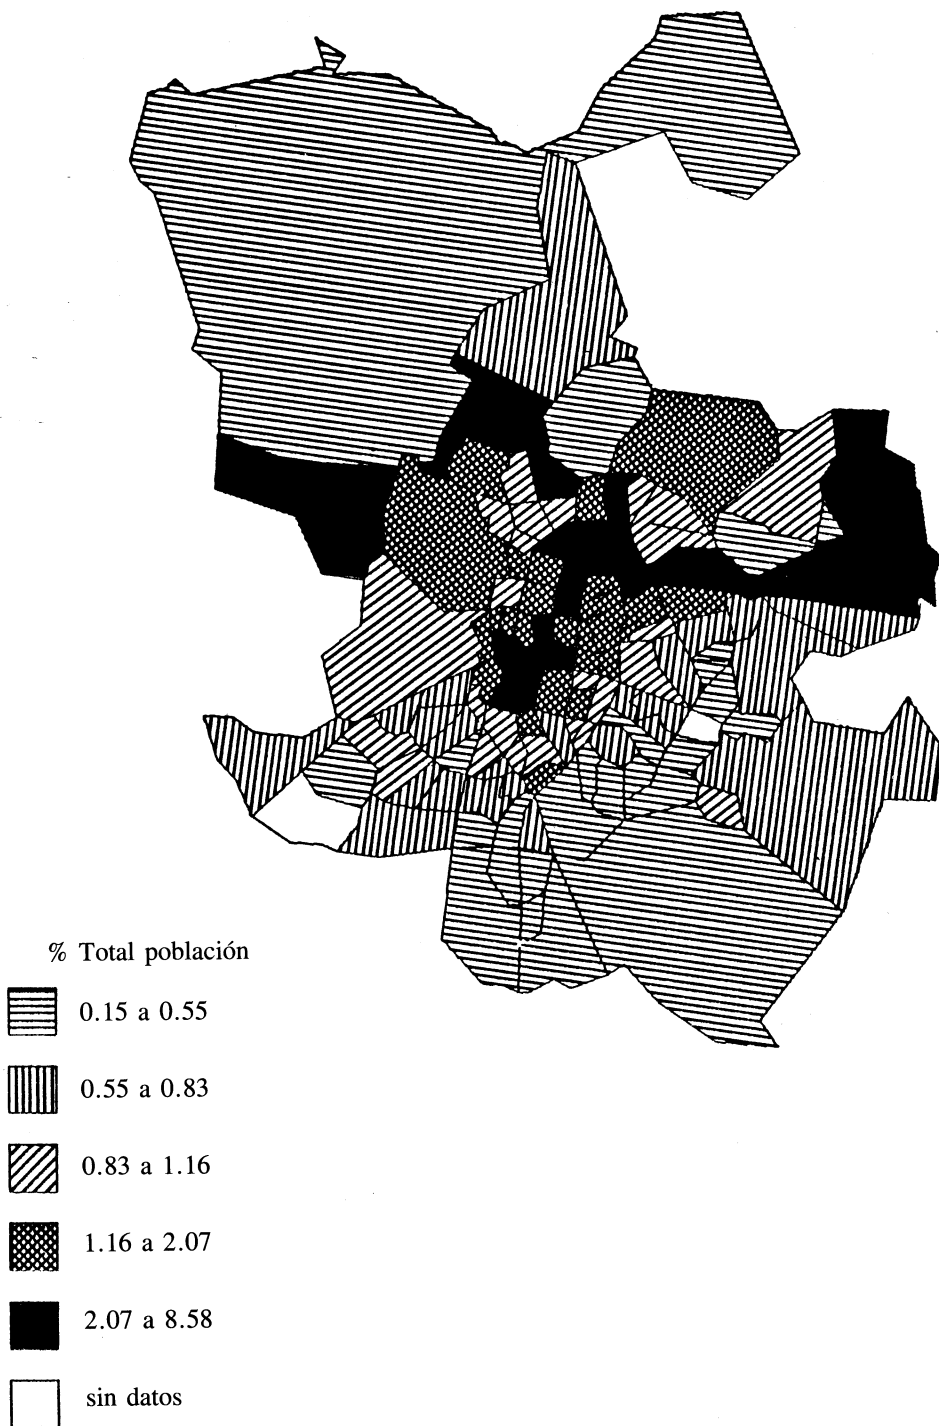 % Total población
0.15 a 0.55
0.55 a 0.83
0.83 a 1.16
1.16 a 2.07
2.07 a 8.58
sin datos